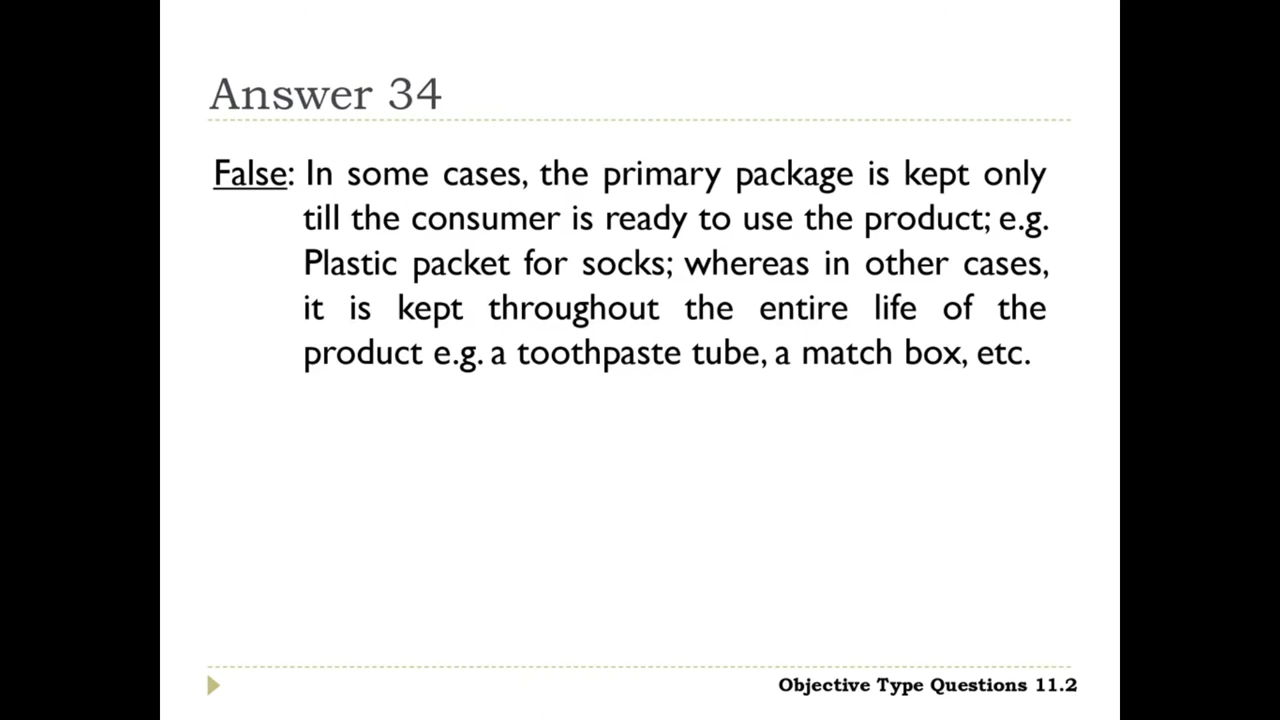 Answer 34
False: In some cases, the primary package is kept only
till the consumer is ready to use the product; e.g.
Plastic packet for socks; whereas in other cases,
it is kept throughout the entire life of the
product e.g. a toothpaste tube, a match box, etc.
Objective Type Questions 11.2